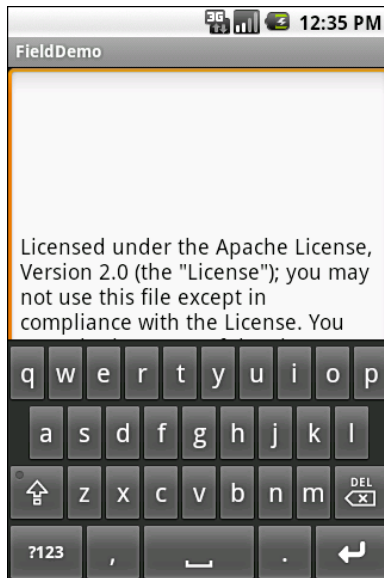 3G 12:35 PM
FieldDemo
Licensed under the Apache License,
Version 2.0 (the "License"); you may
not use this file except in
compliance with the License. You
q w e r t y u i o p
a s d f g h j k l
z x c v b n m DEL
?123 , .